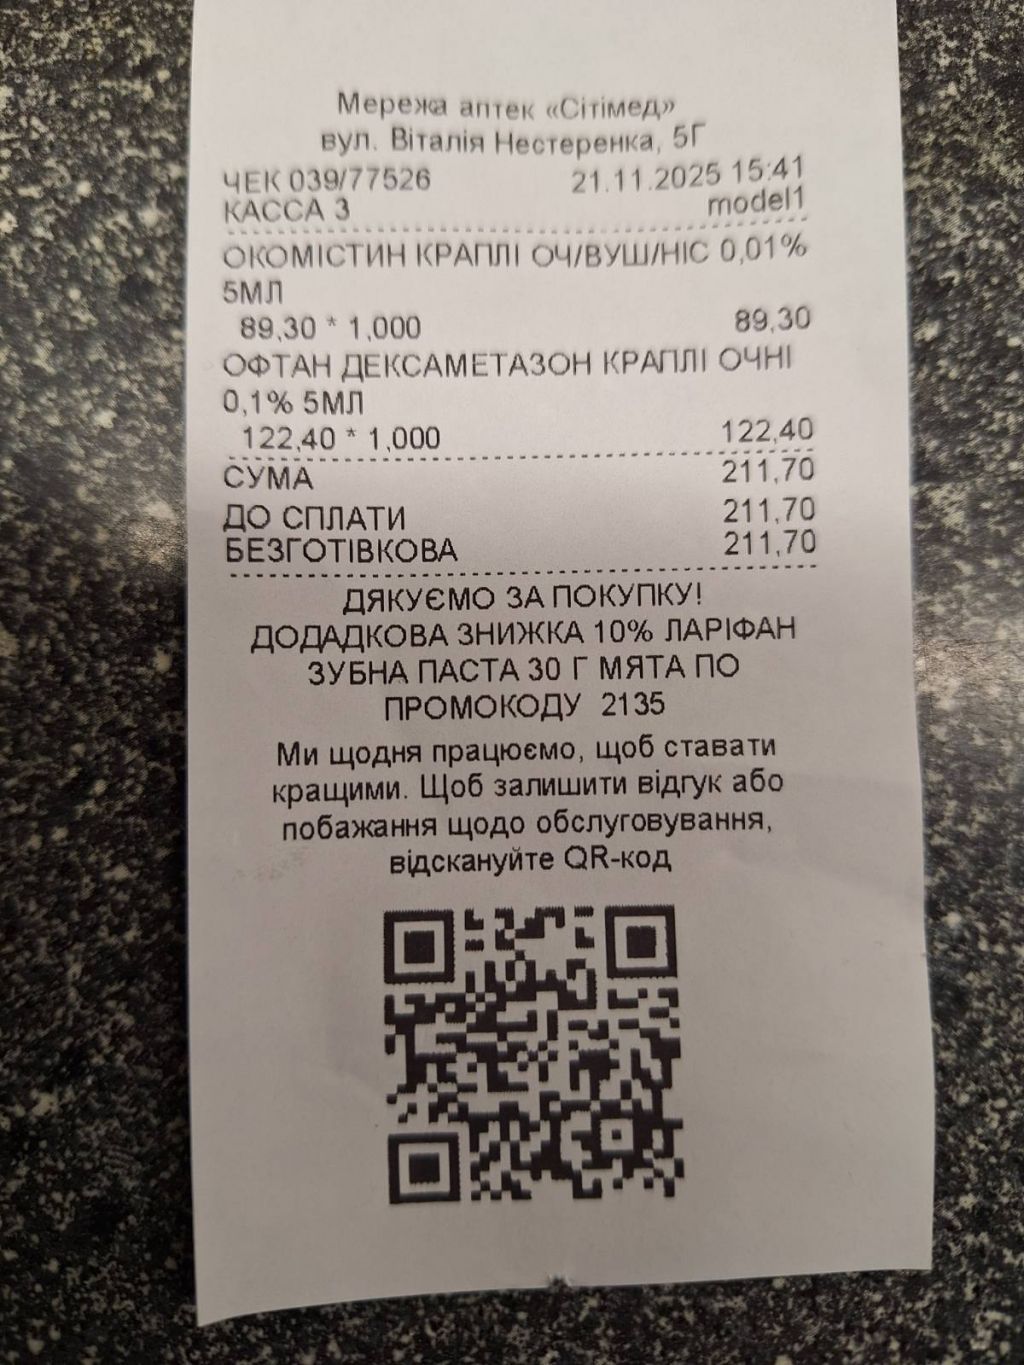 Мережа аптек «Сітімед»
вул. Віталія Нестеренка, 5Г
ЧЕК 039/77526 21.11.2025 15:41
КАССА 3 model1
ОКОМІСТИН КРАПЛІ ОЧ/ВУШ/НІС 0,01%
5МЛ
89,30 * 1,000 89,30
ОФТАН ДЕКСАМЕТАЗОН КРАПЛІ ОЧНІ
0,1% 5МЛ
122,40 * 1,000 122,40
СУМА 211,70
ДО СПЛАТИ 211,70
БЕЗГОТІВКОВА 211,70
ДЯКУЄМО ЗА ПОКУПКУ!
ДОДАДКОВА ЗНИЖКА 10% ЛАРІФАН
ЗУБНА ПАСТА 30 Г МЯТА ПО
ПРОМОКОДУ 2135
Ми щодня працюємо, щоб ставати
кращими. Щоб залишити відгук або
побажання щодо обслуговування,
відскануйте QR-код